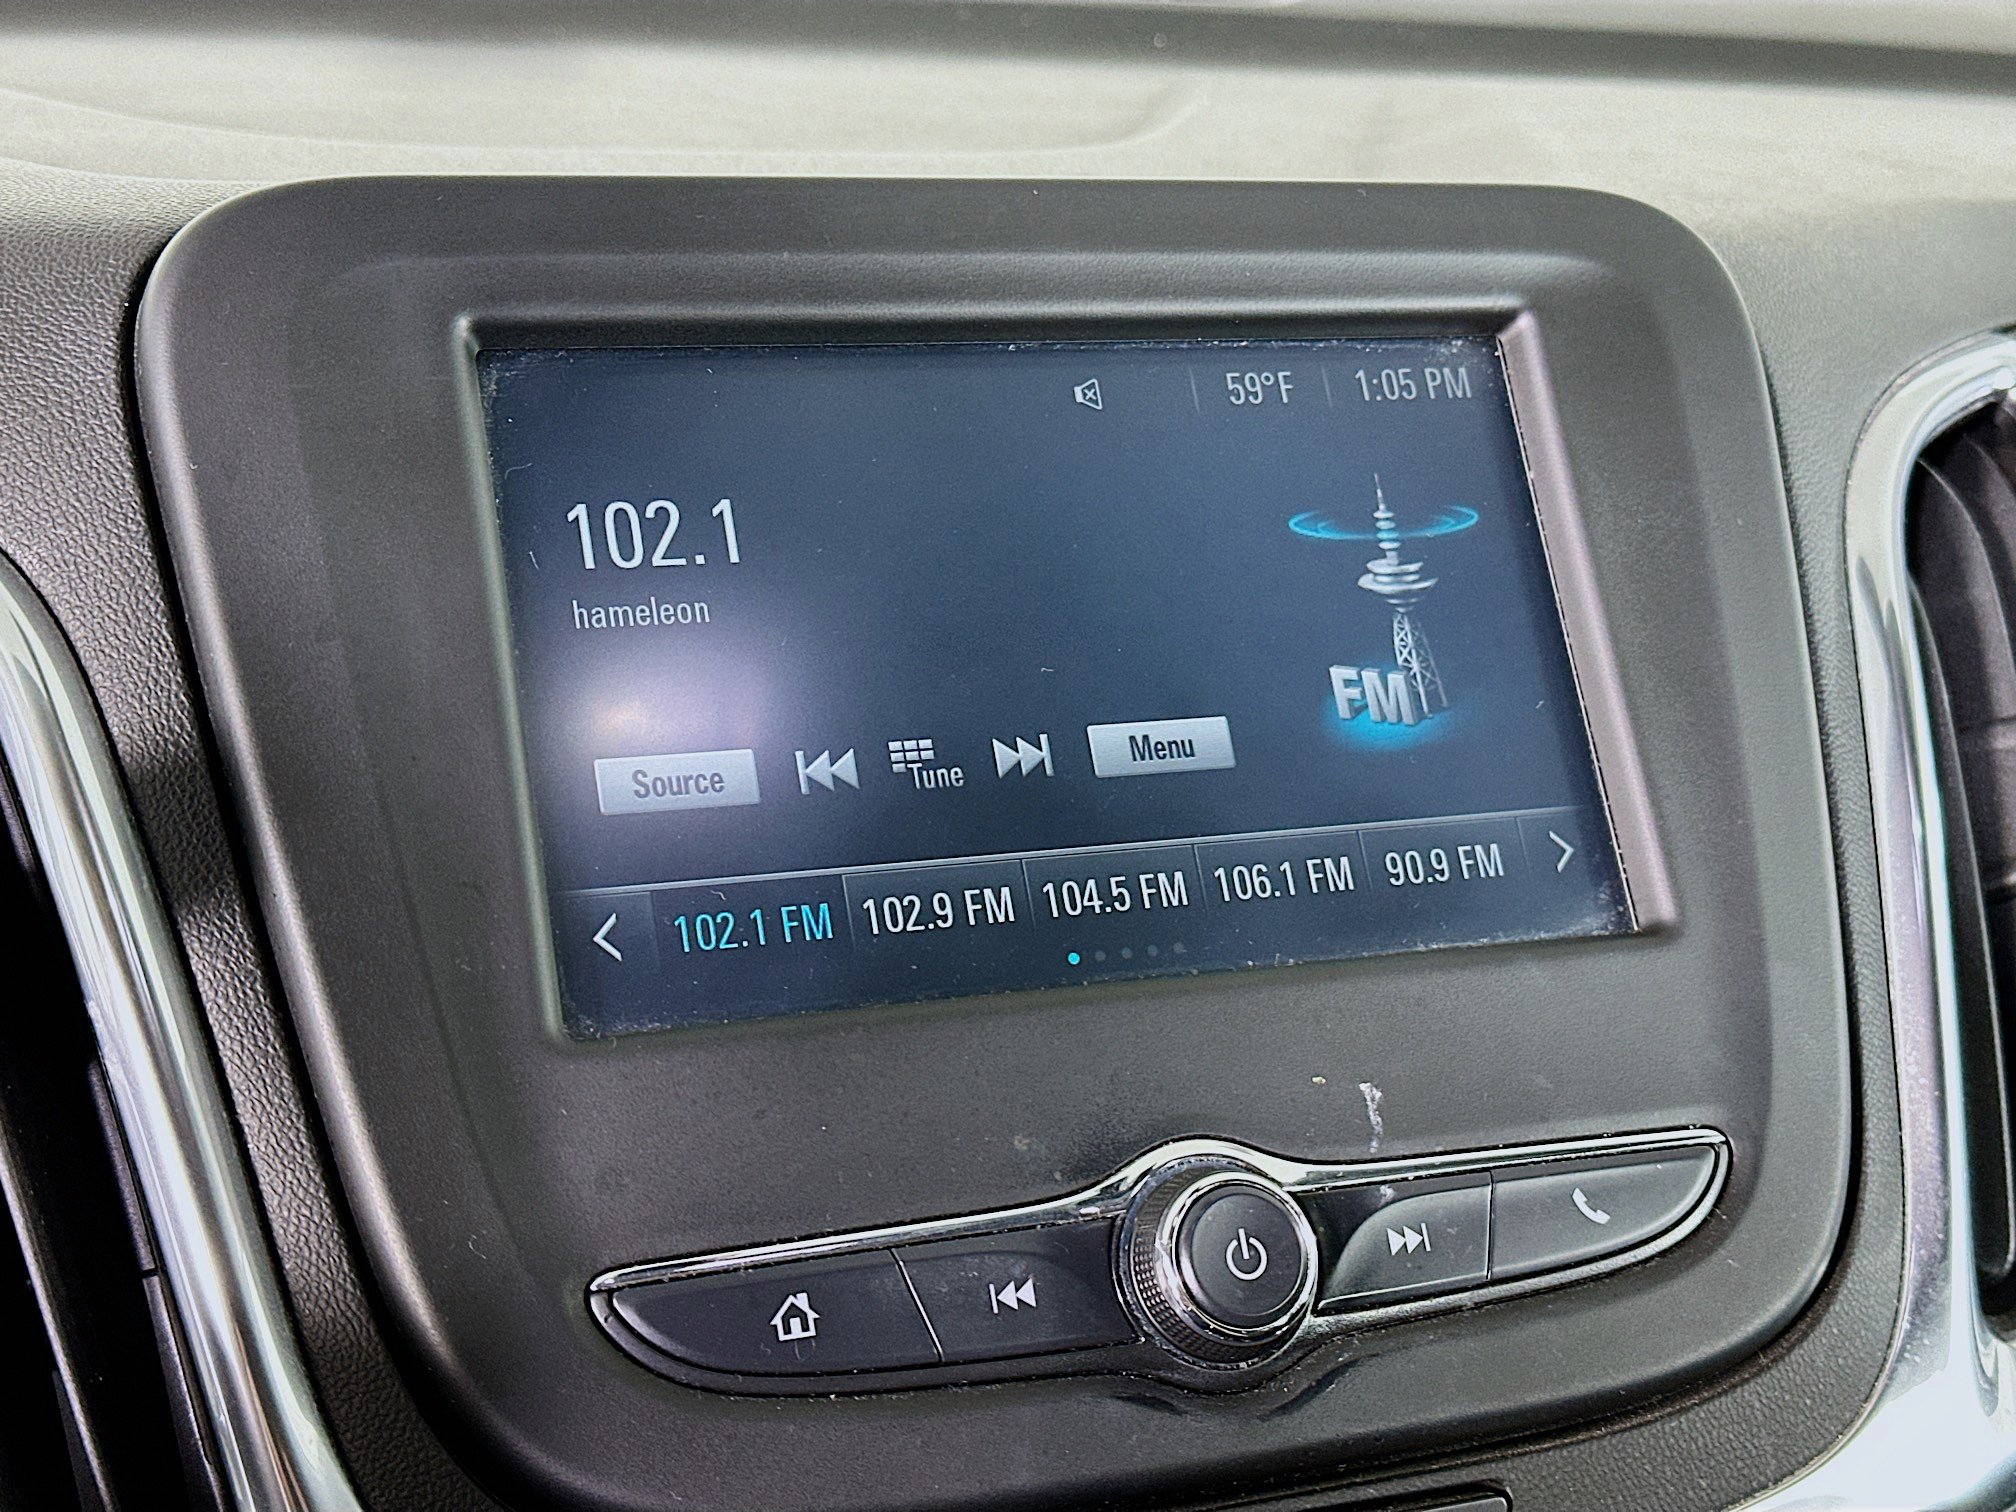 59°F 1:05 PM
102.1
hameleon
FM
Source Tune Menu
102.1 FM 102.9 FM 104.5 FM 106.1 FM 90.9 FM